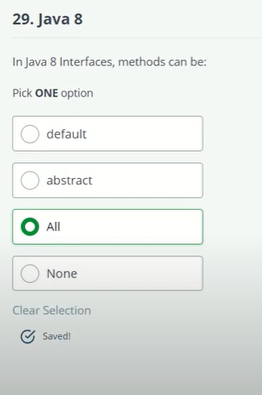 29. Java 8
In Java 8 Interfaces, methods can be:
Pick ONE option
default
abstract
All
None
Clear Selection
Saved!